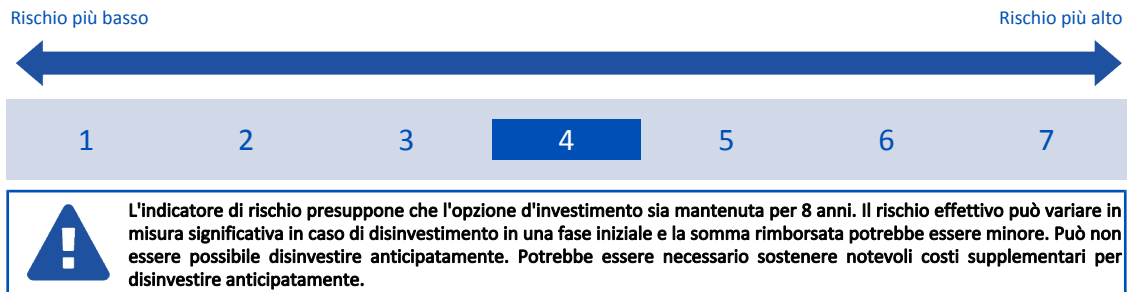 Rischio più basso Rischio più alto
1 2 3 4 5 6 7
L'indicatore di rischio presuppone che l'opzione d'investimento sia mantenuta per 8 anni. Il rischio effettivo può variare in
misura significativa in caso di disinvestimento in una fase iniziale e la somma rimborsata potrebbe essere minore. Può non
essere possibile disinvestire anticipatamente. Potrebbe essere necessario sostenere notevoli costi supplementari per
disinvestire anticipatamente.